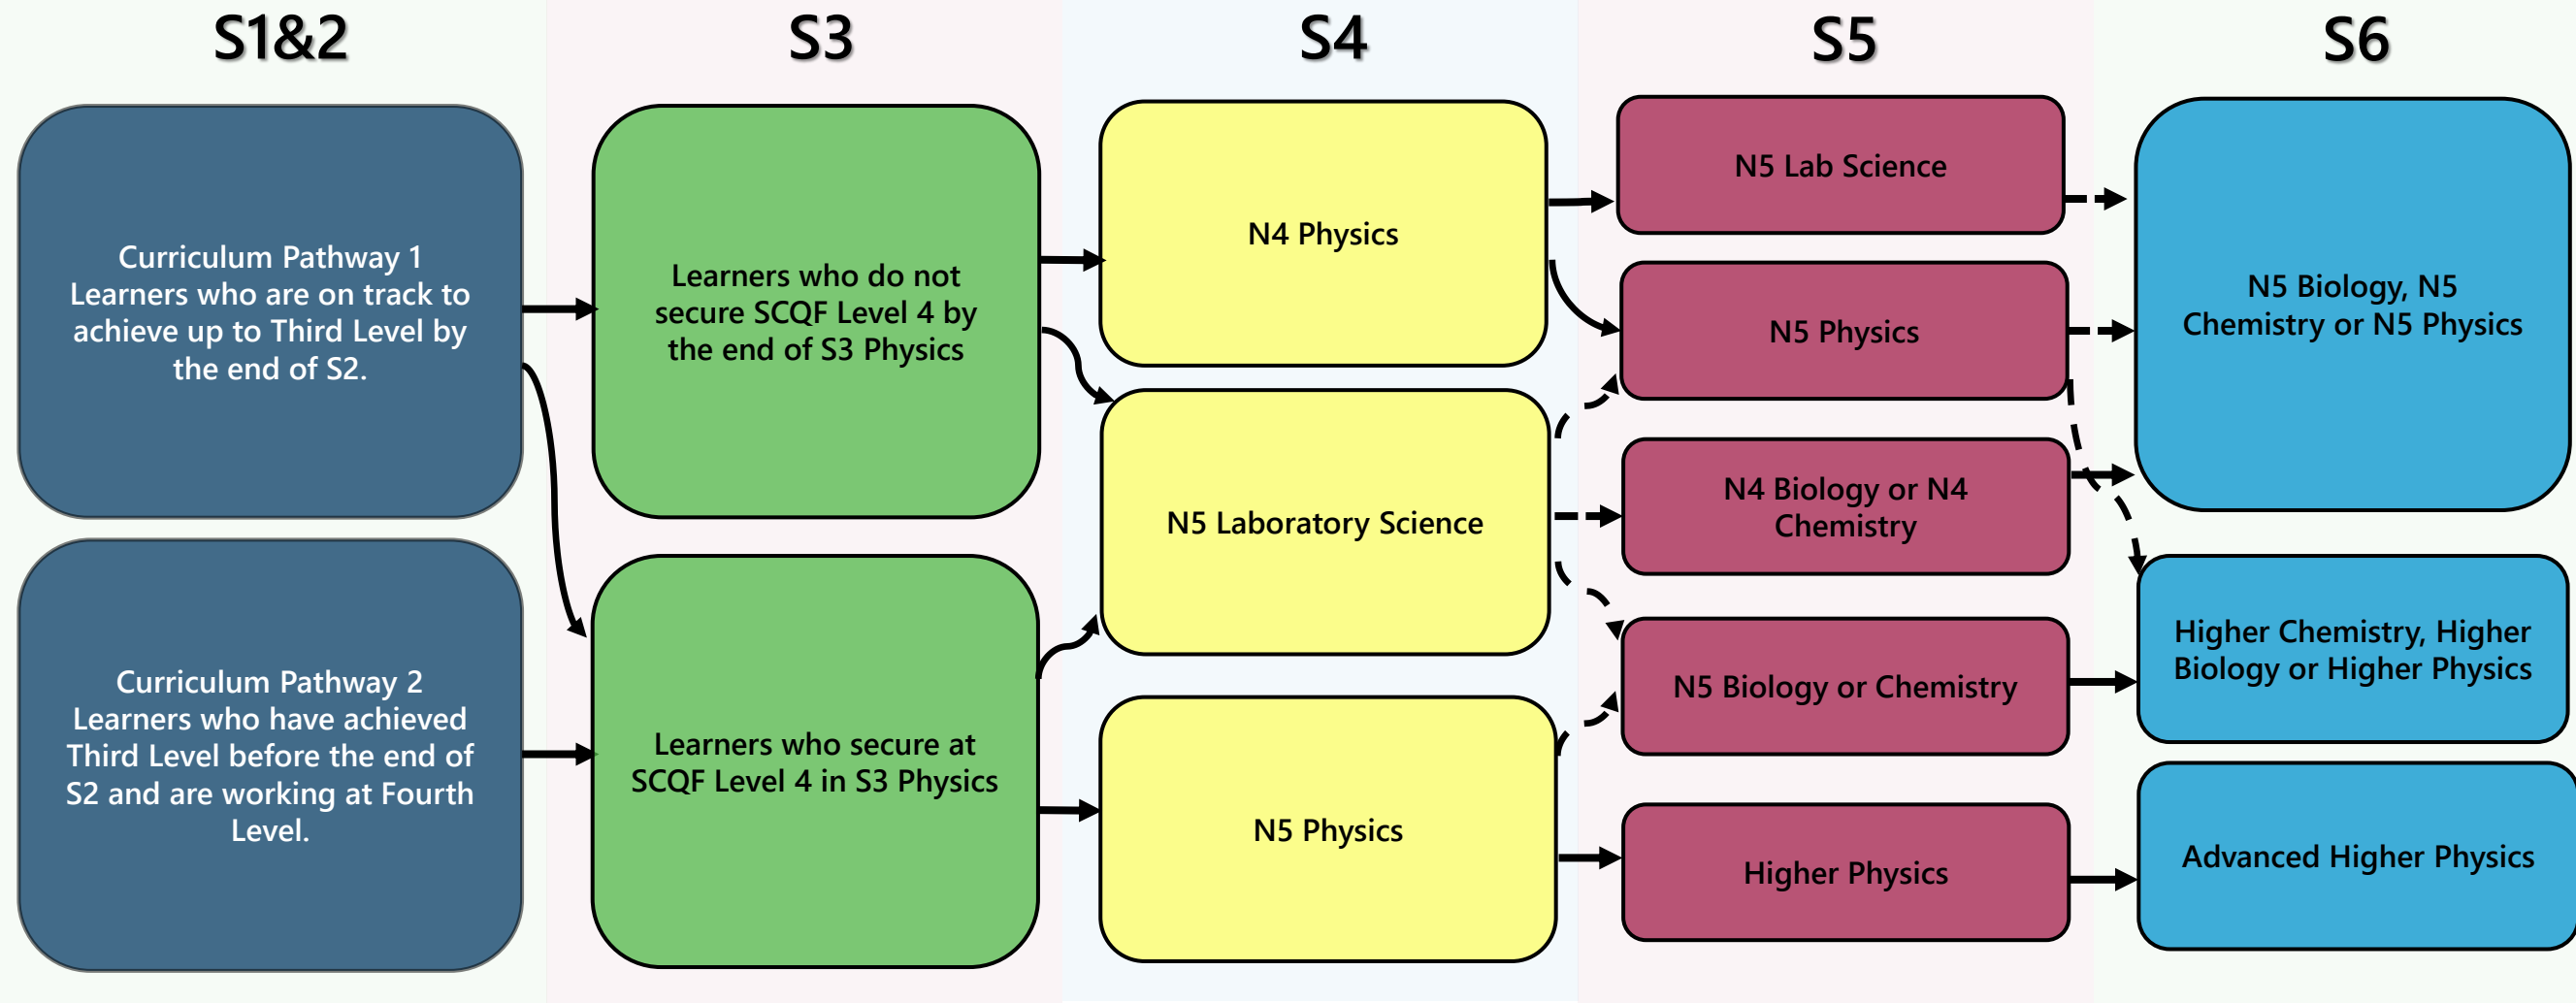 S1&2
S3
S4
S5
S6
Curriculum Pathway 1
Learners who are on track to
achieve up to Third Level by
the end of S2.
Curriculum Pathway 2
Learners who have achieved
Third Level before the end of
S2 and are working at Fourth
Level.
Learners who do not
secure SCQF Level 4 by
the end of S3 Physics
Learners who secure at
SCQF Level 4 in S3 Physics
N4 Physics
N5 Laboratory Science
N5 Physics
N5 Lab Science
N5 Physics
N4 Biology or N4
Chemistry
N5 Biology or Chemistry
Higher Physics
N5 Biology, N5
Chemistry or N5 Physics
Higher Chemistry, Higher
Biology or Higher Physics
Advanced Higher Physics